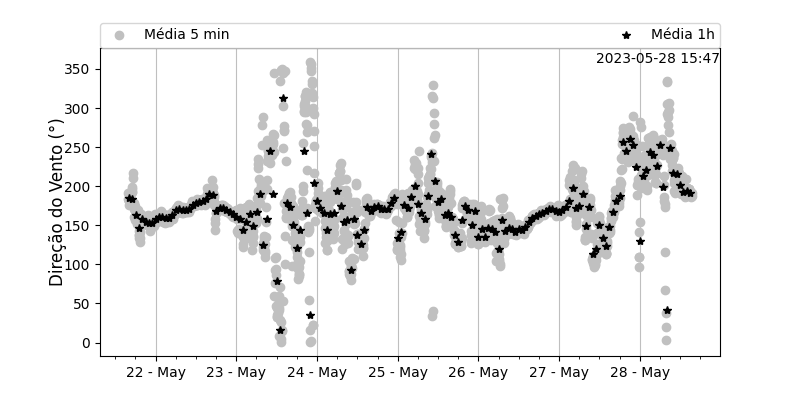 Média 5 min
Média 1h
2023-05-28 15:47
Direção do Vento (°)
350
300
250
200
150
100
50
0
22 - May
23 - May
24 - May
25 - May
26 - May
27 - May
28 - May